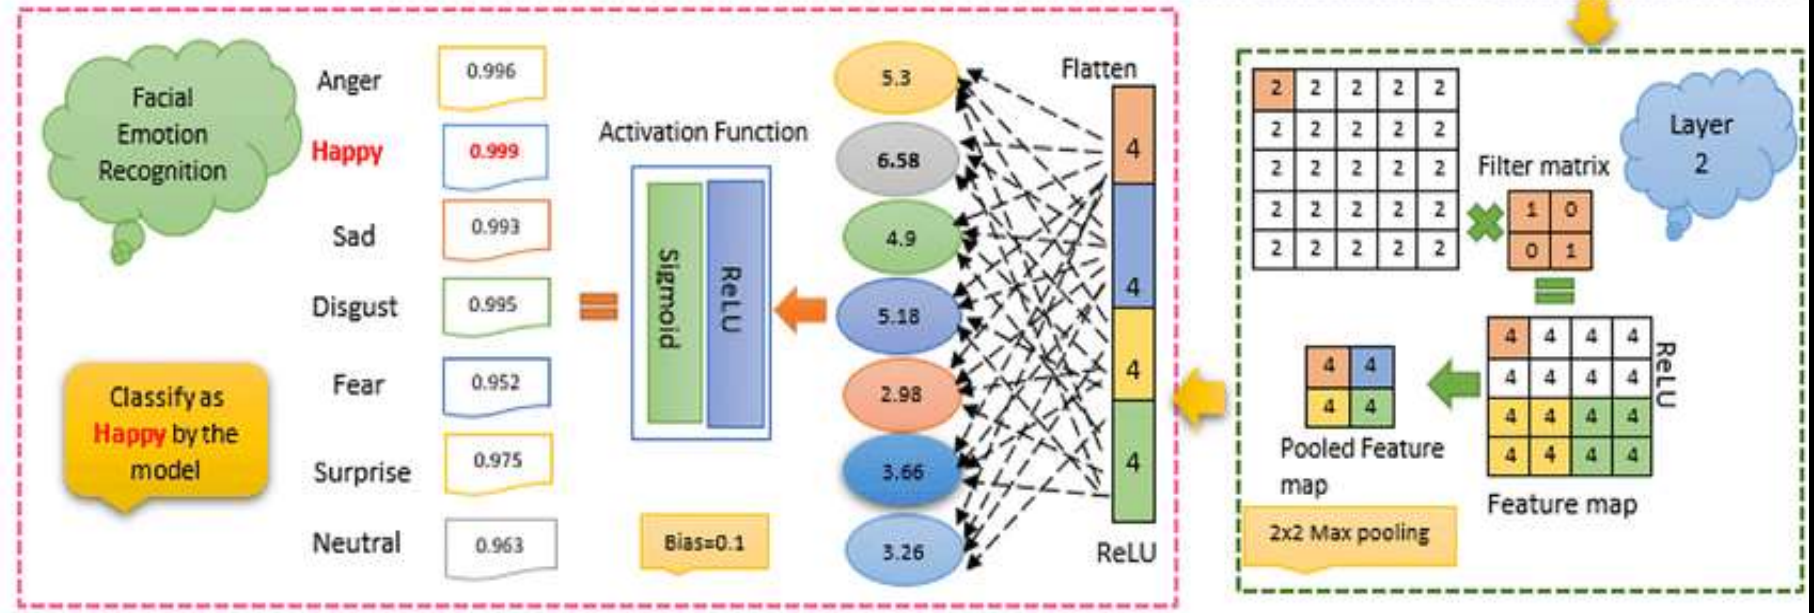 Facial
Emotion
Recognition
Classify as
Happy by the
model
Anger 0.996
Happy 0.999
Sad 0.993
Disgust 0.995
Fear 0.952
Surprise 0.975
Neutral 0.963
Activation Function
Sigmoid
ReLU
Bias=0.1
5.3
6.58
4.9
5.18
2.98
3.66
3.26
Flatten
4
4
4
4
ReLU
2 2 2 2 2
2 2 2 2 2
2 2 2 2 2
2 2 2 2 2
2 2 2 2 2
Layer
2
Filter matrix
1 0
0 1
4 4 4 4
4 4 4 4
4 4 4 4
4 4 4 4
ReLU
Feature map
4 4
4 4
Pooled Feature
map
2x2 Max pooling